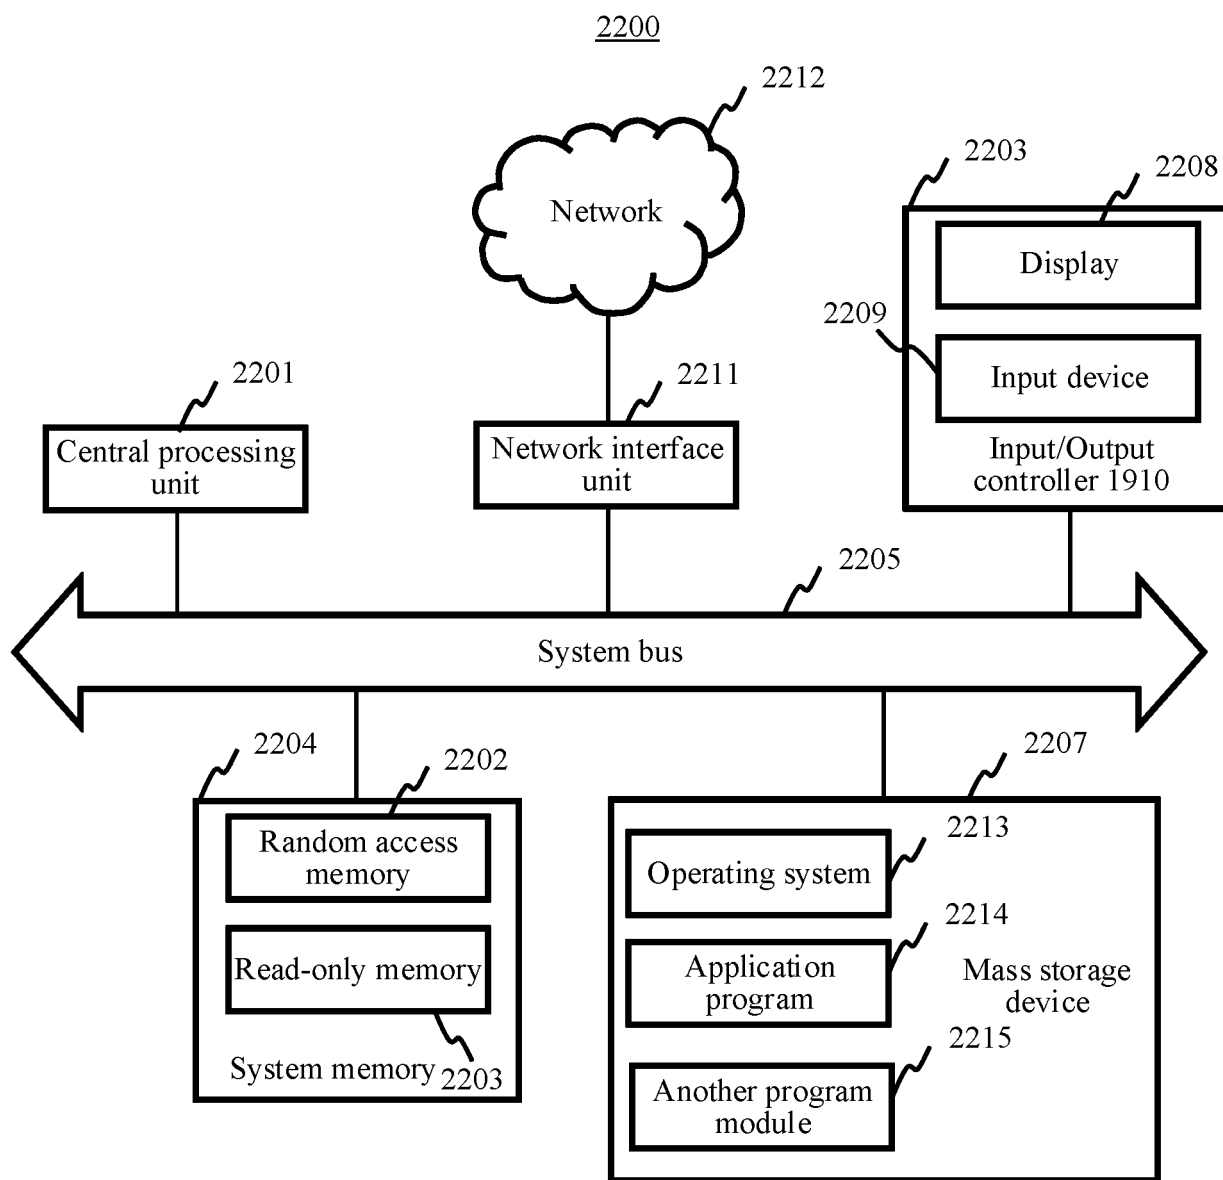 2200
2212
Network
2203
2208
Display
2209
Input device
Input/Output
controller 1910
2201
Central processing
unit
2211
Network interface
unit
2205
System bus
2204
2202
Random access
memory
Read-only memory
System memory
2203
2207
2213
Operating system
2214
Application
program
Mass storage
device
2215
Another program
module